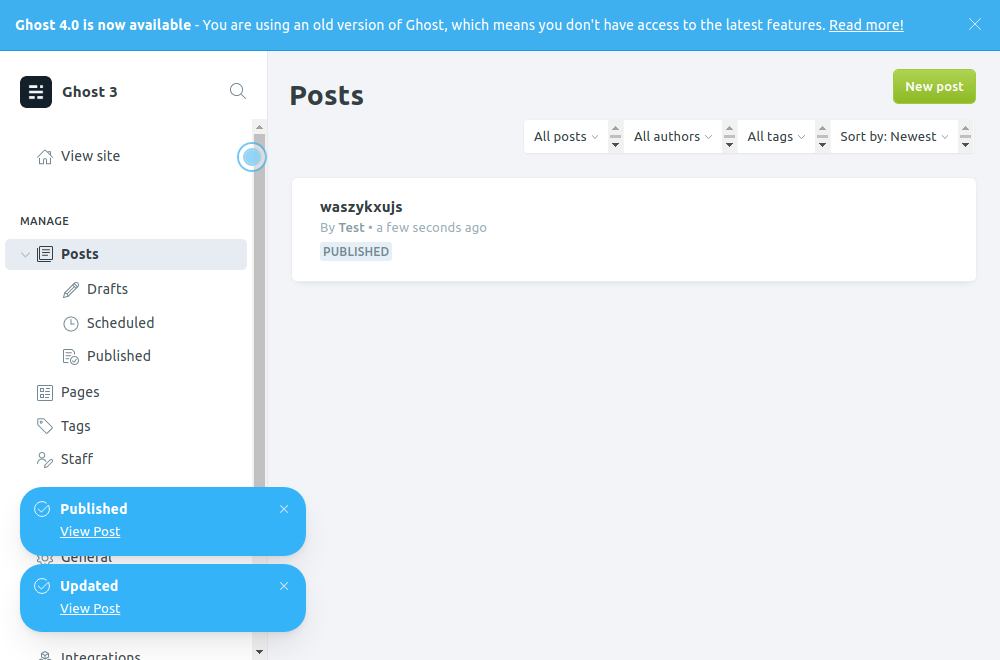 Ghost 4.0 is now available - You are using an old version of Ghost, which means you don't have access to the latest features. Read more!
Ghost 3
View site
MANAGE
Posts
Drafts
Scheduled
Published
Pages
Tags
Staff
Published
View Post
General
Updated
View Post
Integrations
Posts
New post
All posts
All authors
All tags
Sort by: Newest
waszykxujs
By Test • a few seconds ago
PUBLISHED